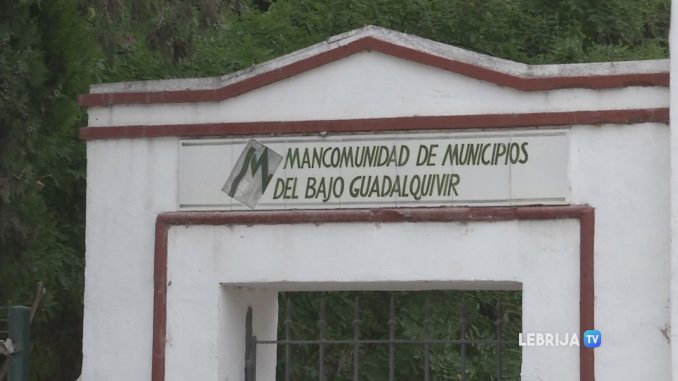 M MANCOMUNIDAD DE MUNICIPIOS
DEL BAJO GUADALQUIVIR
LEBRIJA TV